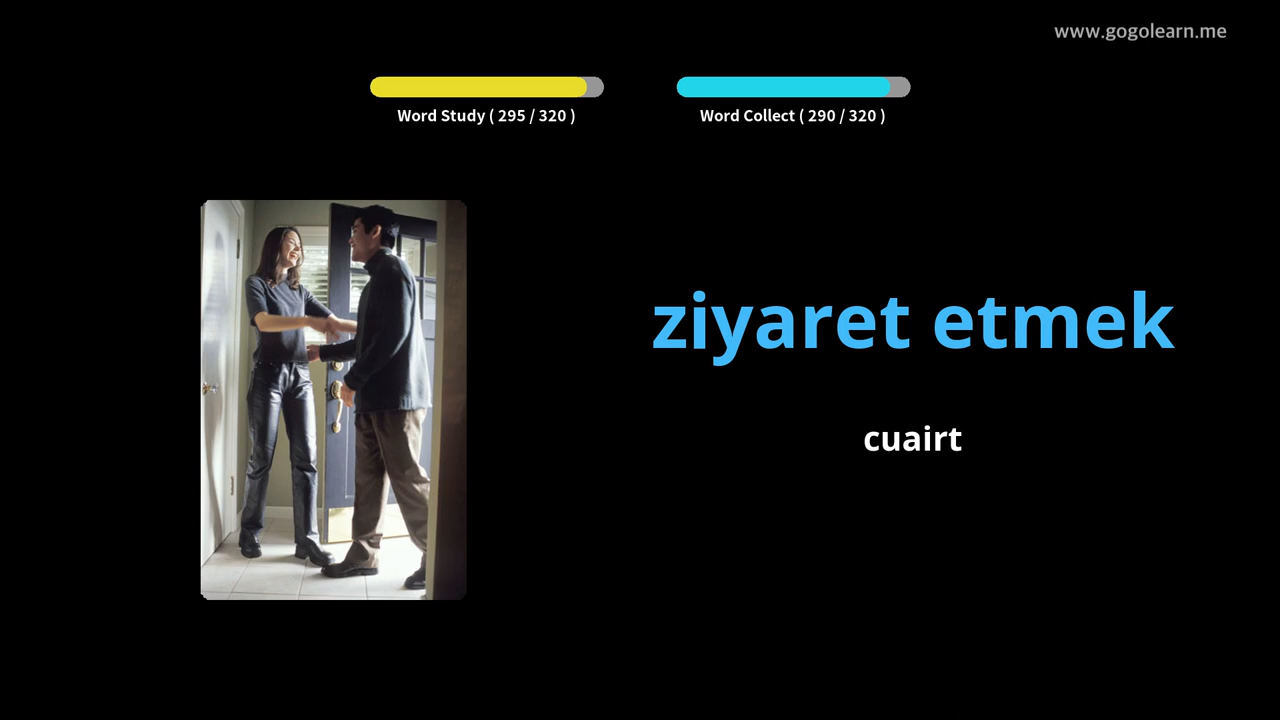 www.gogolearn.me
Word Study ( 295 / 320 )
Word Collect ( 290 / 320 )
ziyaret etmek
cuairt